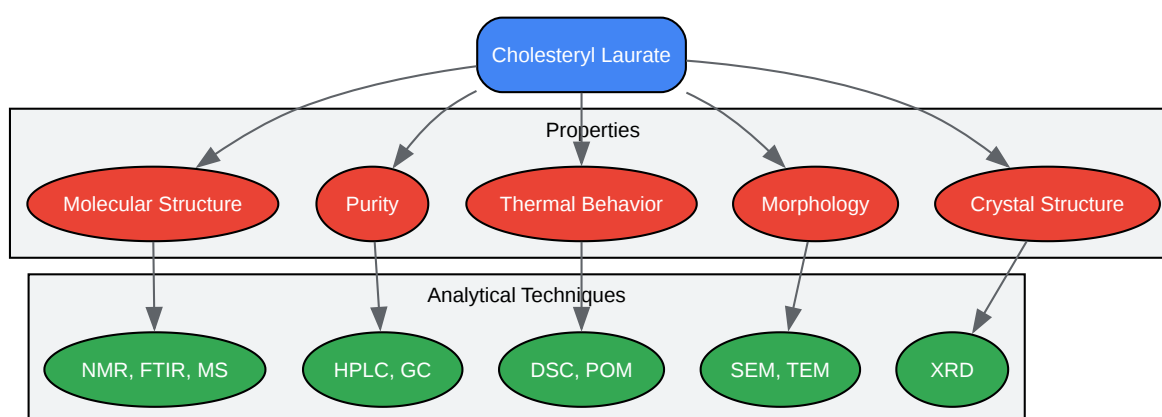 Cholesteryl Laurate
Properties
Molecular Structure
Purity
Thermal Behavior
Morphology
Crystal Structure
Analytical Techniques
NMR, FTIR, MS
HPLC, GC
DSC, POM
SEM, TEM
XRD